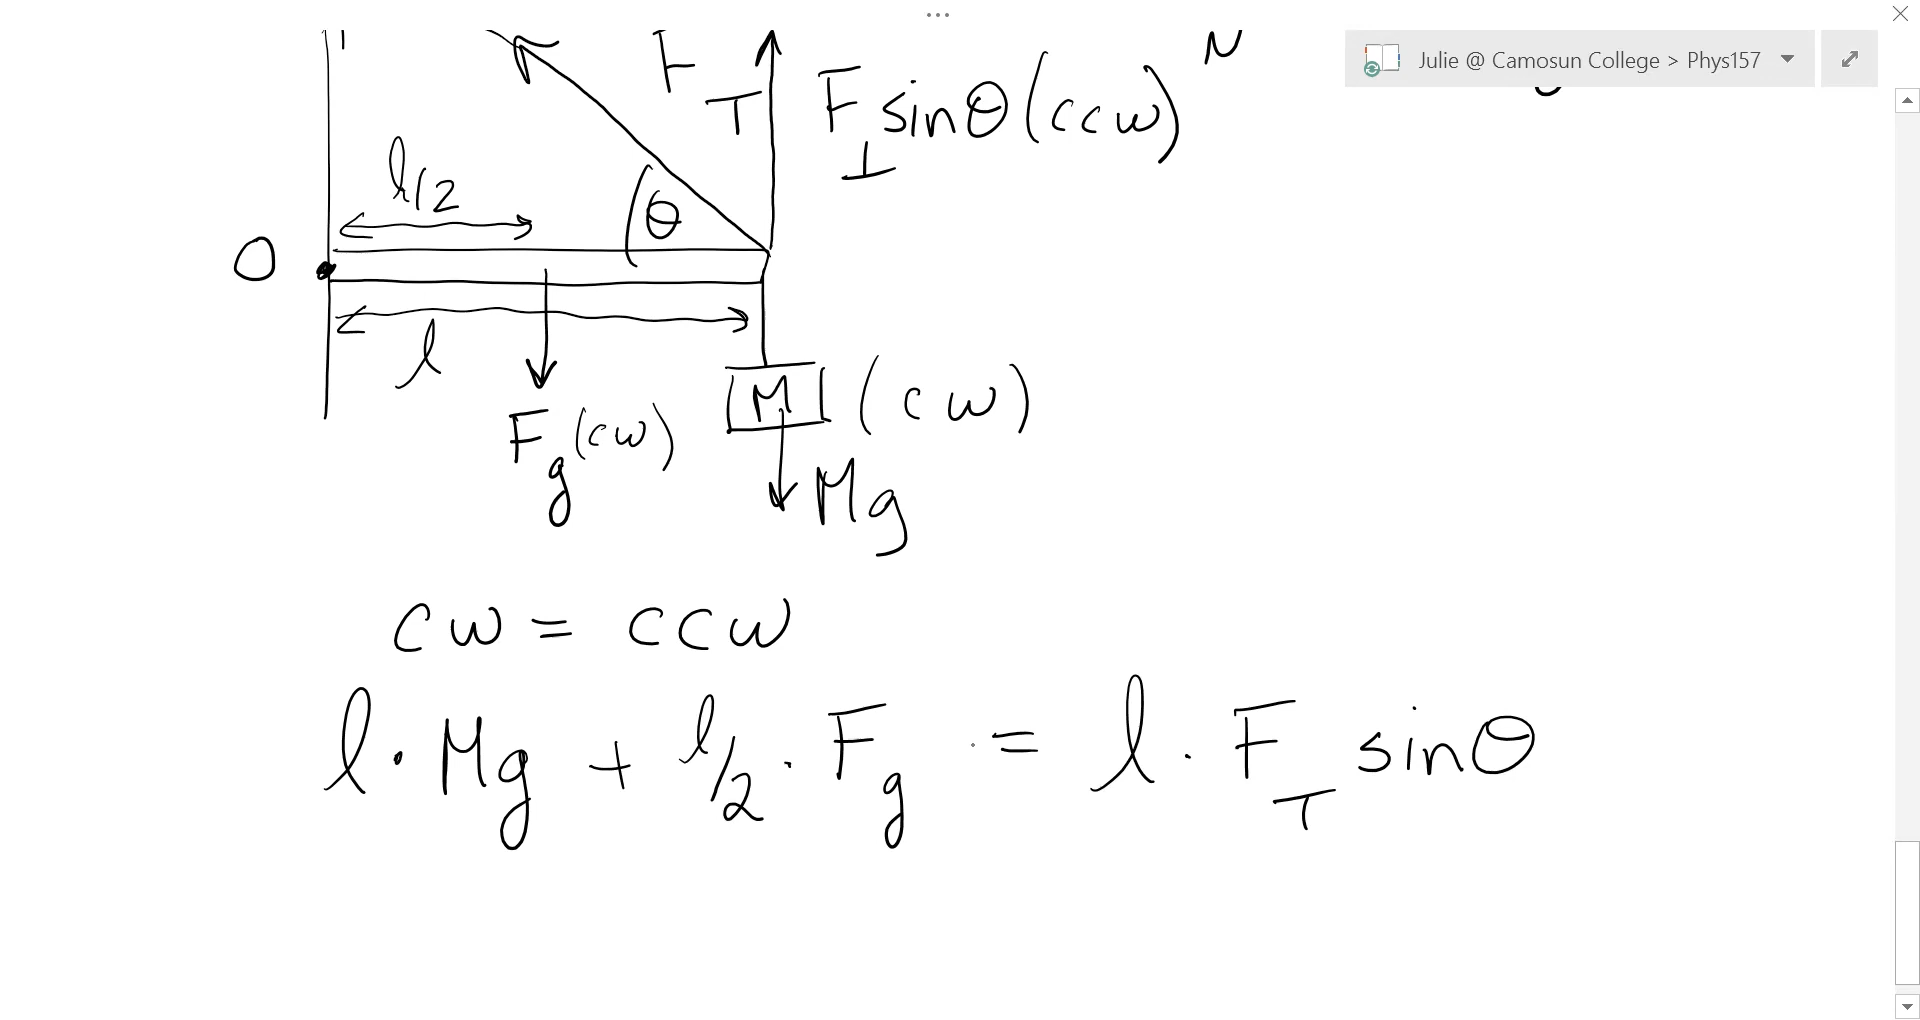 Julie @ Camosun College > Phys157
N
F
T
F⊥ sinθ (ccw)
l/2
θ
O
l
M (cw)
Fg (cw)
Mg
cw = ccw
l · Mg + l/2 · Fg = l · FT sinθ